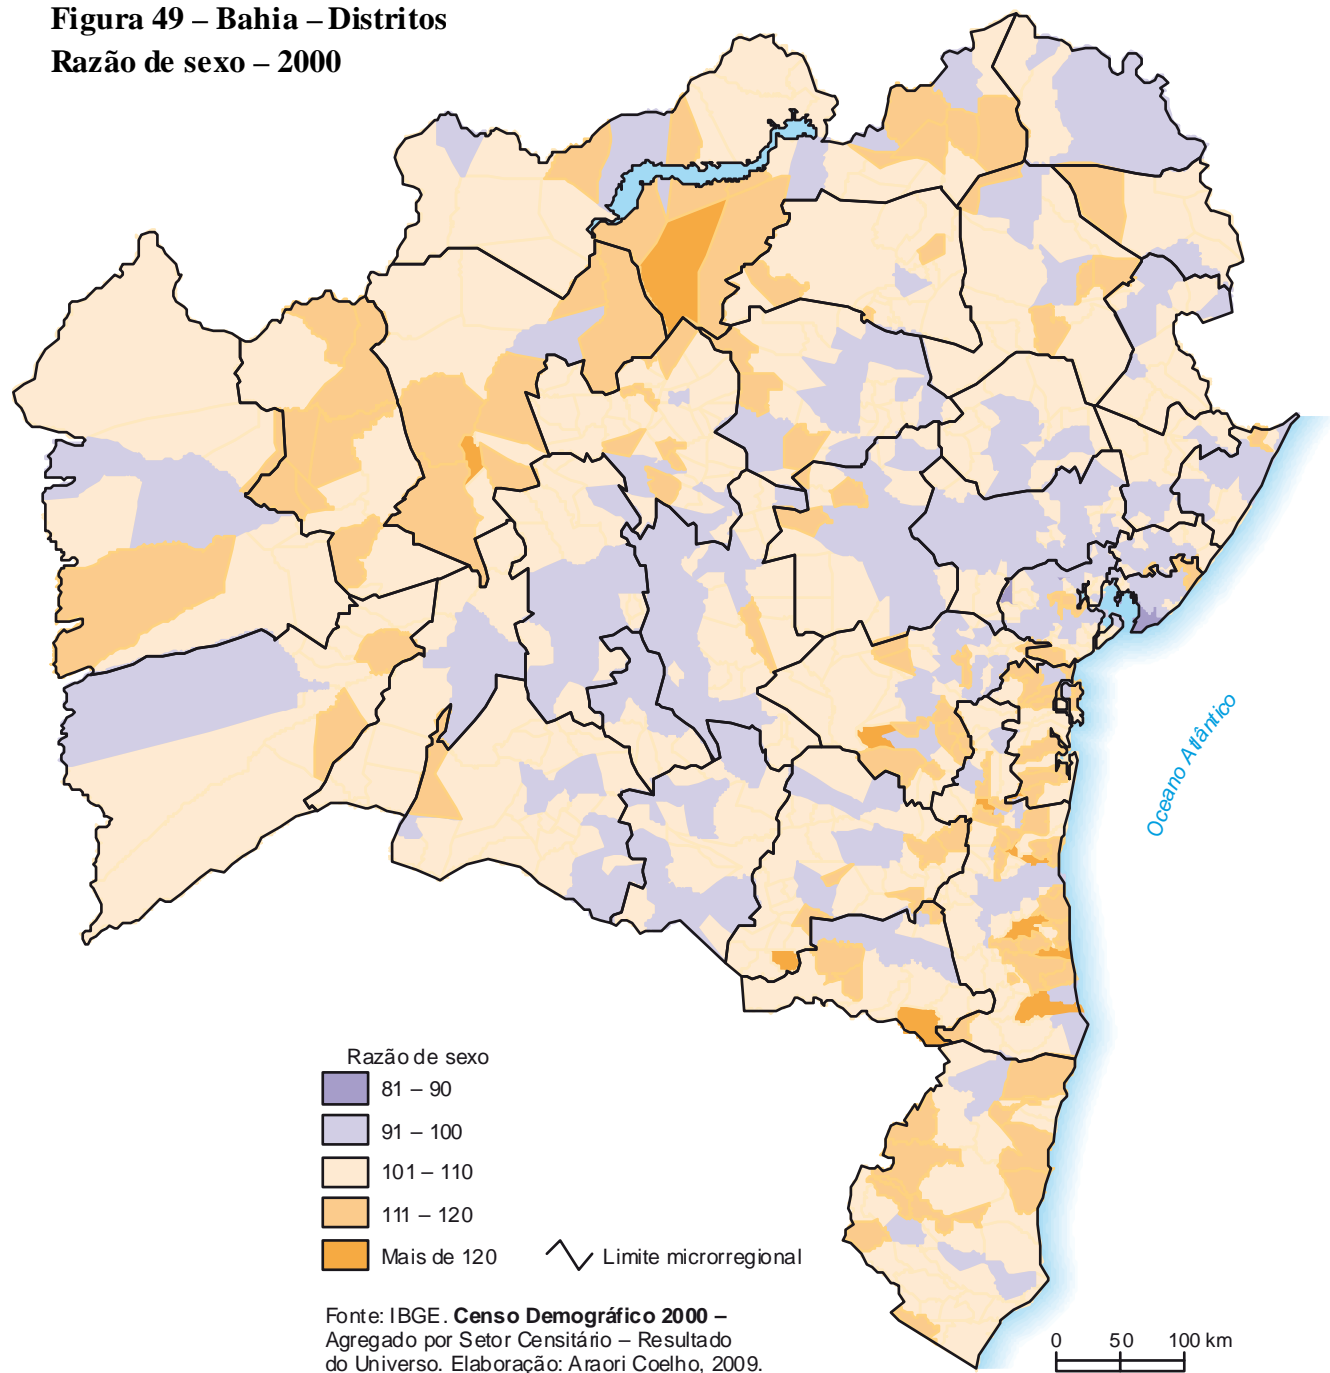 Figura 49 – Bahia – Distritos
Razão de sexo – 2000
Oceano Atlântico
Razão de sexo
81 – 90
91 – 100
101 – 110
111 – 120
Mais de 120
Limite microrregional
Fonte: IBGE. Censo Demográfico 2000 –
Agregado por Setor Censitário – Resultado
do Universo. Elaboração: Araori Coelho, 2009.
0 50 100 km